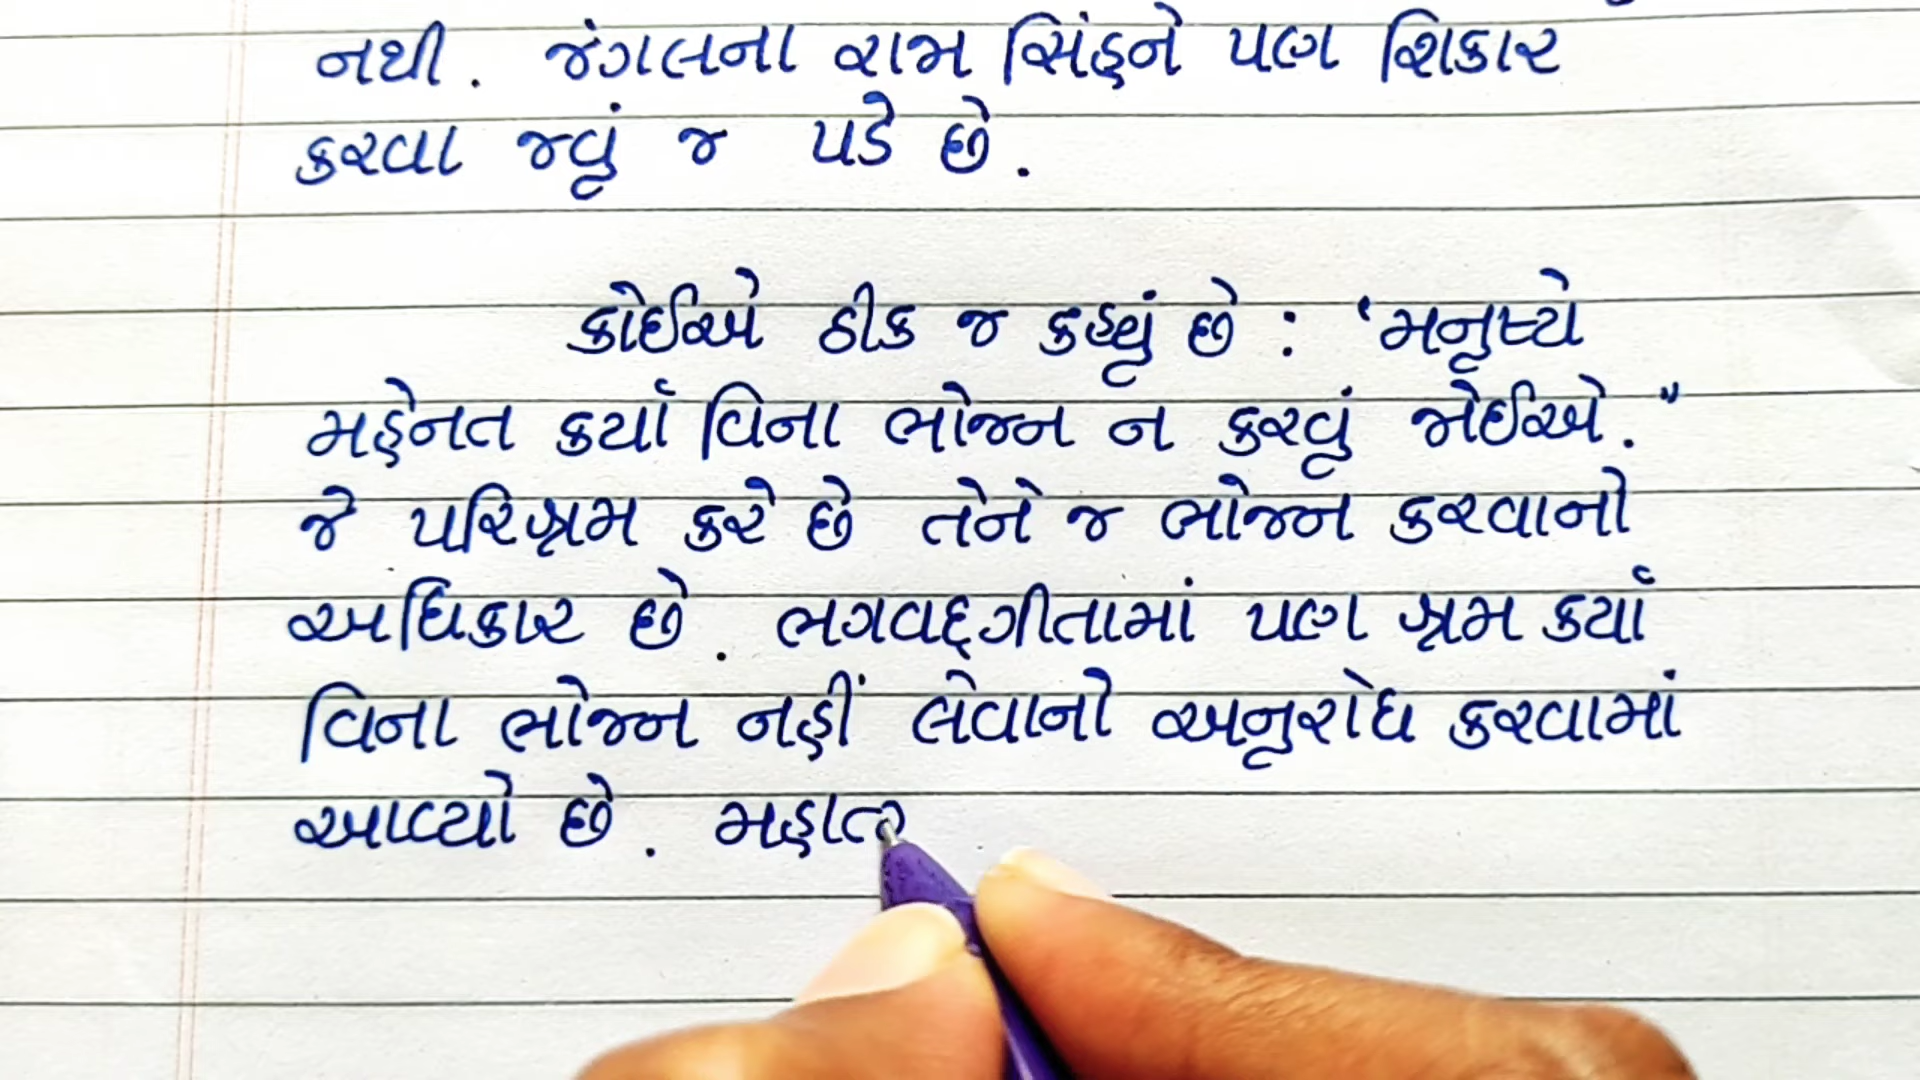 નથી. જંગલના રાજા સિંહને પણ શિકાર
કરવા જવું જ પડે છે.
કોઈએ ઠીક જ કહ્યું છે : ‘મનુષ્યે
મહેનત કર્યા વિના ભોજન ન કરવું જોઈએ.”
જે પરિશ્રમ કરે છે તેને જ ભોજન કરવાનો
અધિકાર છે. ભગવદ્ગીતામાં પણ શ્રમ કર્યા
વિના ભોજન નહીં લેવાનો અનુરોધ કરવામાં
આવ્યો છે.